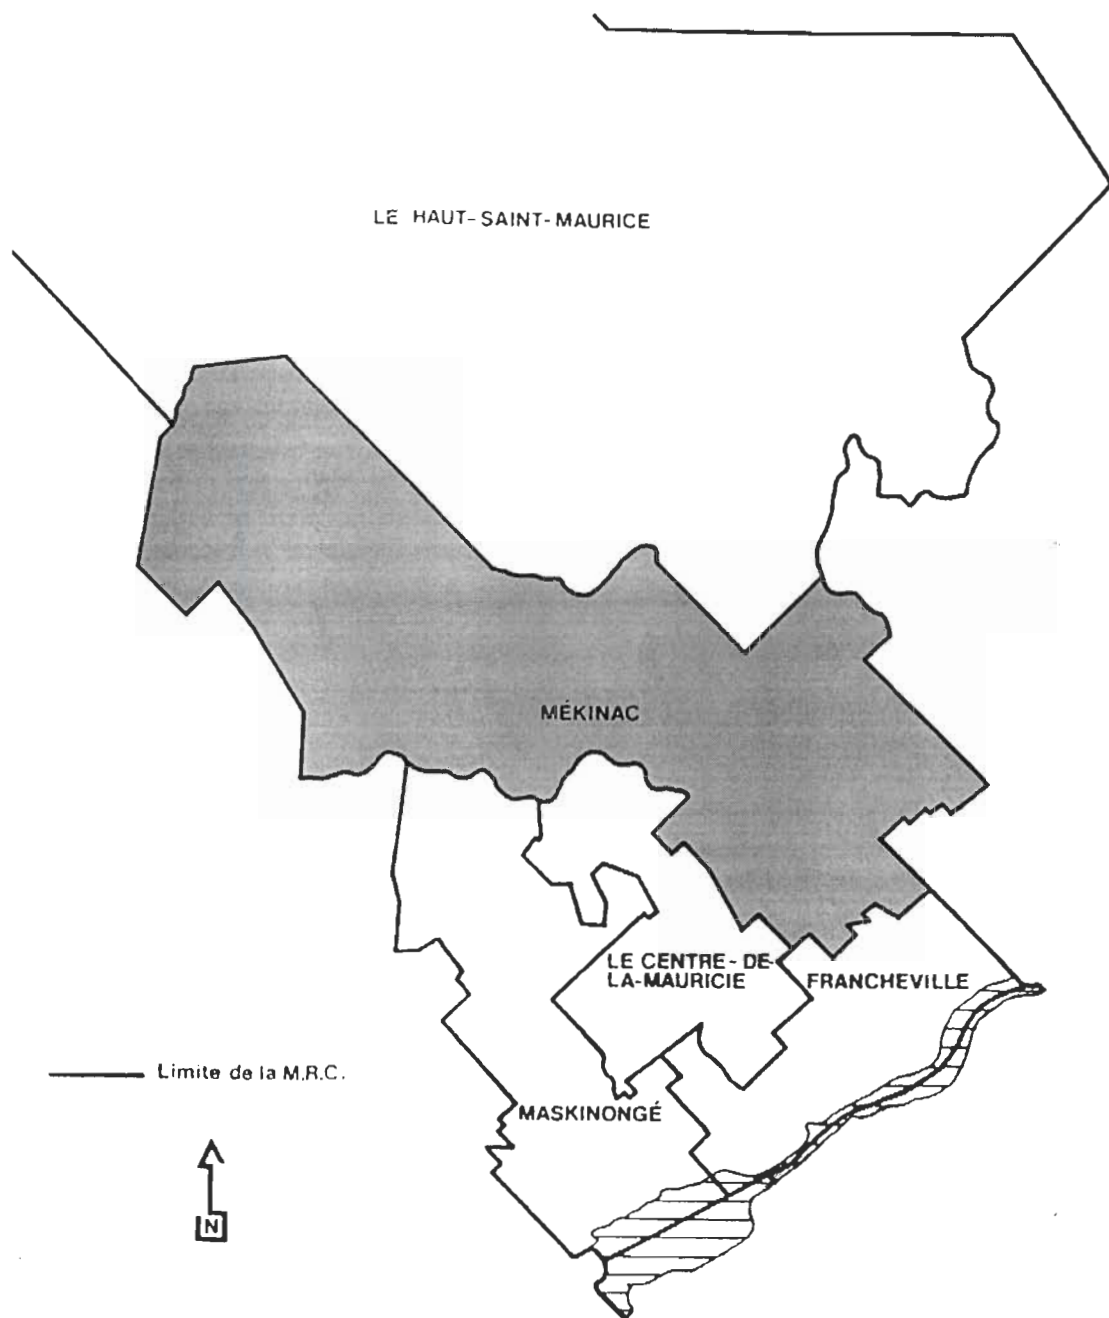 LE HAUT-SAINT-MAURICE
MÉKINAC
LE CENTRE-DE-
LA-MAURICIE
FRANCHEVILLE
Limite de la M.R.C.
MASKINONGÉ
N